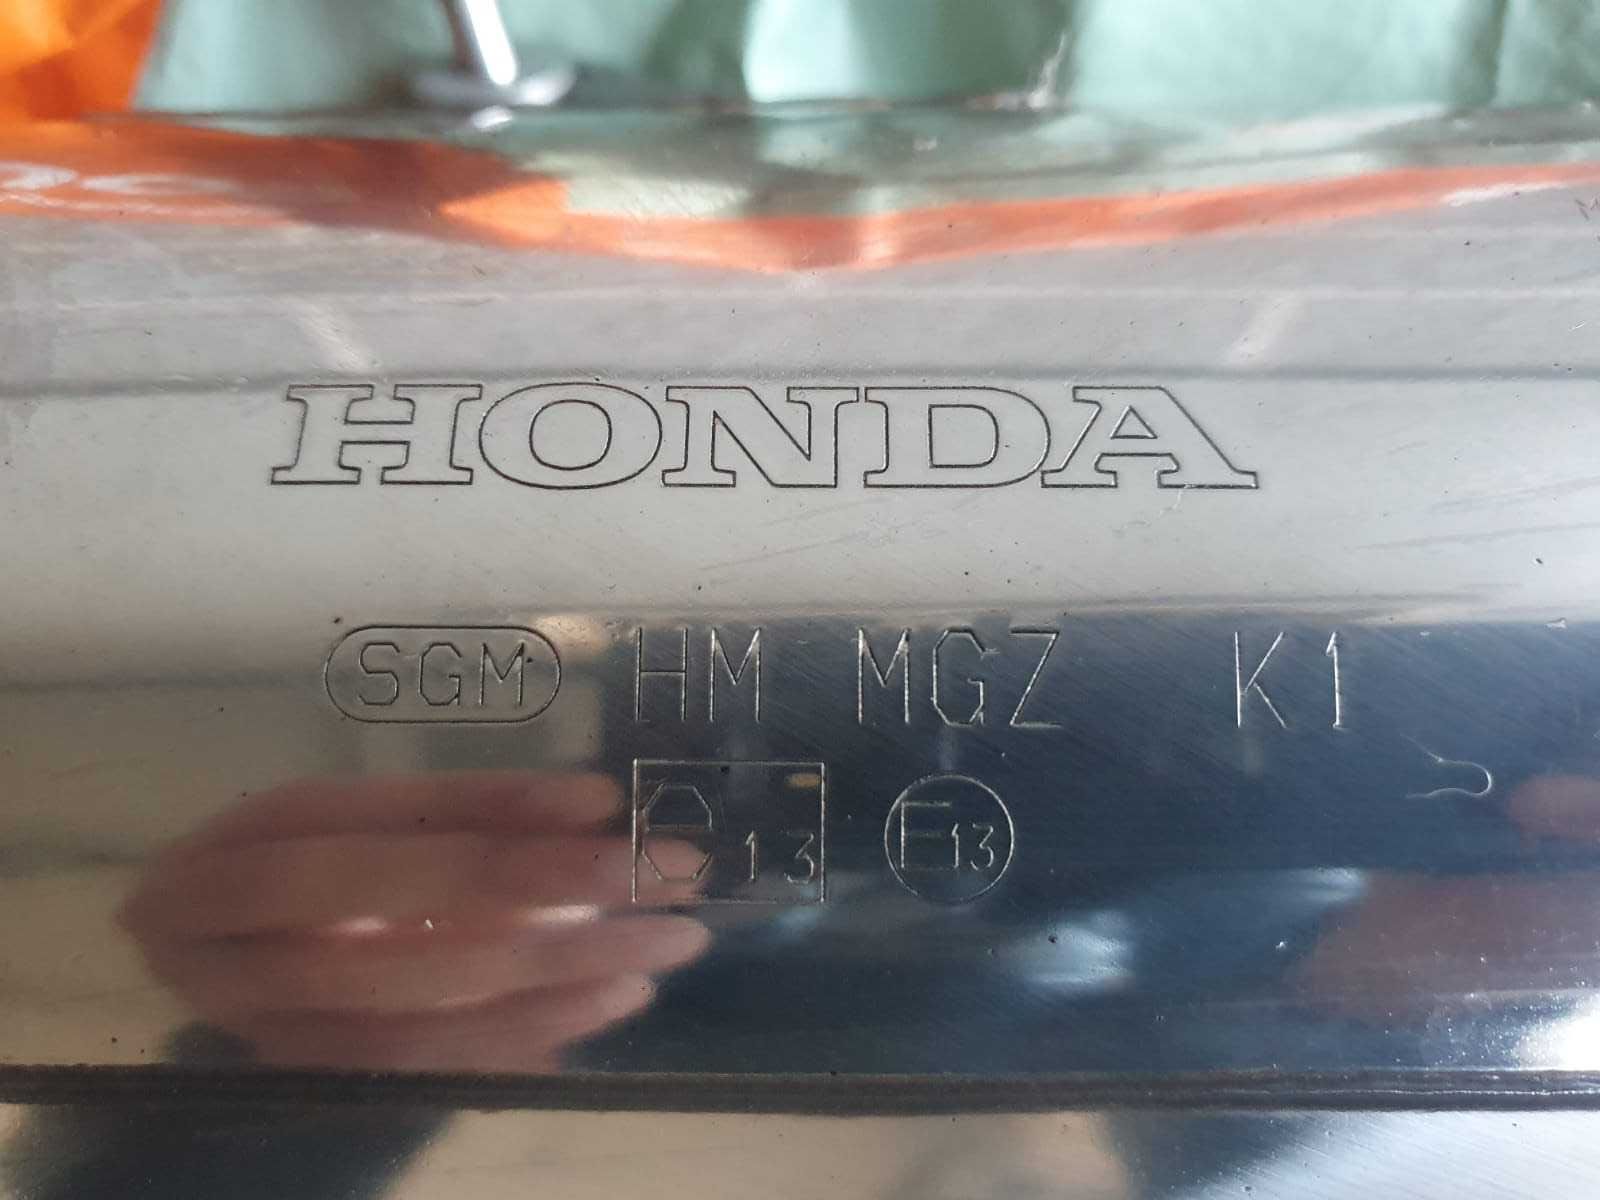 HONDA
SGM HM MGZ K1
e13 E13